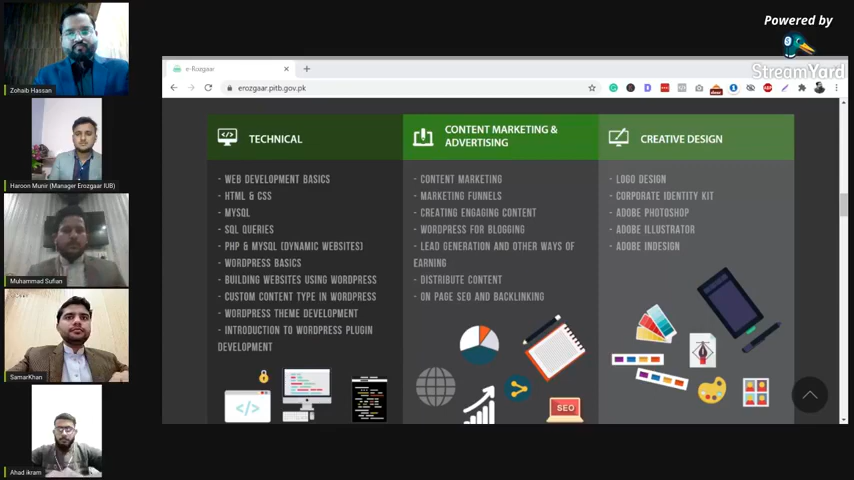 Powered by
StreamYard
Zohaib Hassan
Haroon Munir (Manager Erozgaar IUB)
Muhammad Sufian
SamarKhan
Ahad ikram
e-Rozgaar
erozgaar.pitb.gov.pk
TECHNICAL
- WEB DEVELOPMENT BASICS
- HTML & CSS
- MYSQL
- SQL QUERIES
- PHP & MYSQL (DYNAMIC WEBSITES)
- WORDPRESS BASICS
- BUILDING WEBSITES USING WORDPRESS
- CUSTOM CONTENT TYPE IN WORDPRESS
- WORDPRESS THEME DEVELOPMENT
- INTRODUCTION TO WORDPRESS PLUGIN
DEVELOPMENT
CONTENT MARKETING &
ADVERTISING
- CONTENT MARKETING
- MARKETING FUNNELS
- CREATING ENGAGING CONTENT
- WORDPRESS FOR BLOGGING
- LEAD GENERATION AND OTHER WAYS OF
EARNING
- DISTRIBUTE CONTENT
- ON PAGE SEO AND BACKLINKING
SEO
CREATIVE DESIGN
- LOGO DESIGN
- CORPORATE IDENTITY KIT
- ADOBE PHOTOSHOP
- ADOBE ILLUSTRATOR
- ADOBE INDESIGN